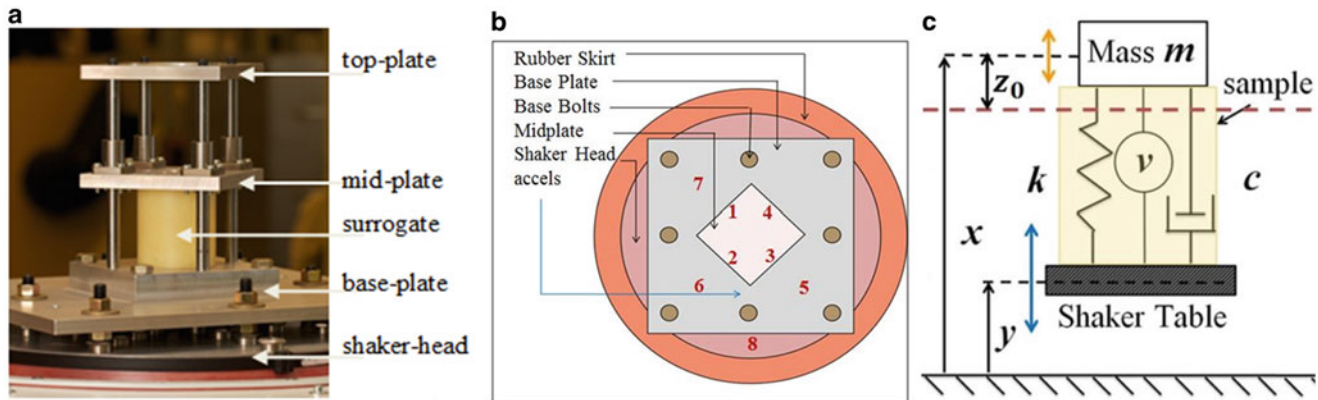 a
top-plate
mid-plate
surrogate
base-plate
shaker-head
b
Rubber Skirt
Base Plate
Base Bolts
Midplate
Shaker Head
accels
7
1 4
2 3
6 5
8
c
Mass m
z0
sample
k
v
c
x
y
Shaker Table